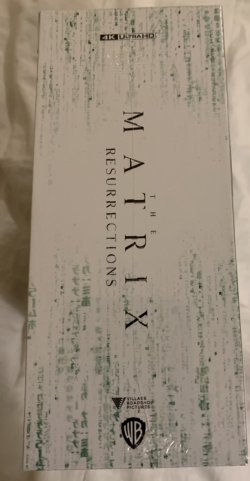 4K ULTRA HD
THE
MATRIX
RESURRECTIONS
VILLAGE
ROADSHOW
PICTURES
WB